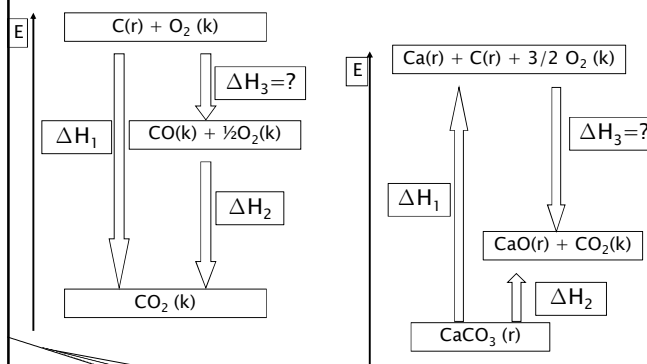 E
C(r) + O₂ (k)
ΔH₁
ΔH₃=?
CO(k) + ½O₂(k)
ΔH₂
CO₂ (k)
E
Ca(r) + C(r) + 3/2 O₂ (k)
ΔH₁
ΔH₃=?
CaO(r) + CO₂(k)
ΔH₂
CaCO₃ (r)